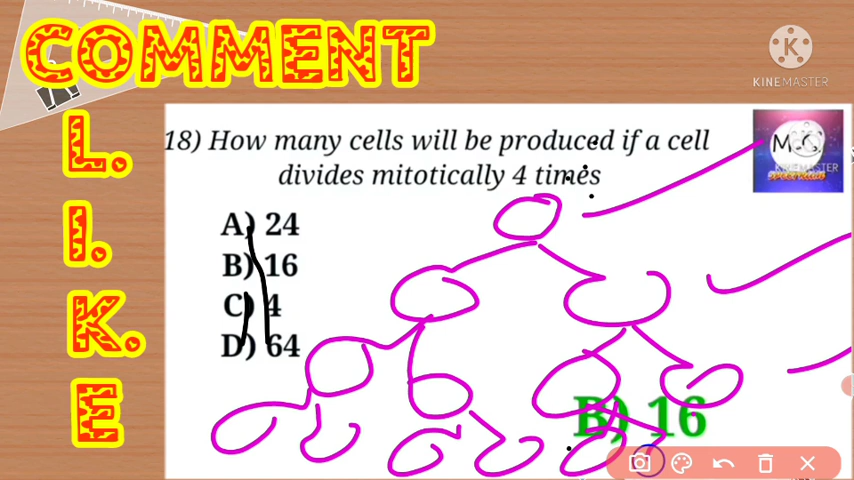 COMMENT
L.
I.
K.
E
K
KINEMASTER
18) How many cells will be produced if a cell
divides mitotically 4 times
A) 24
B) 16
C) 4
D) 64
B) 16
KINEMASTER